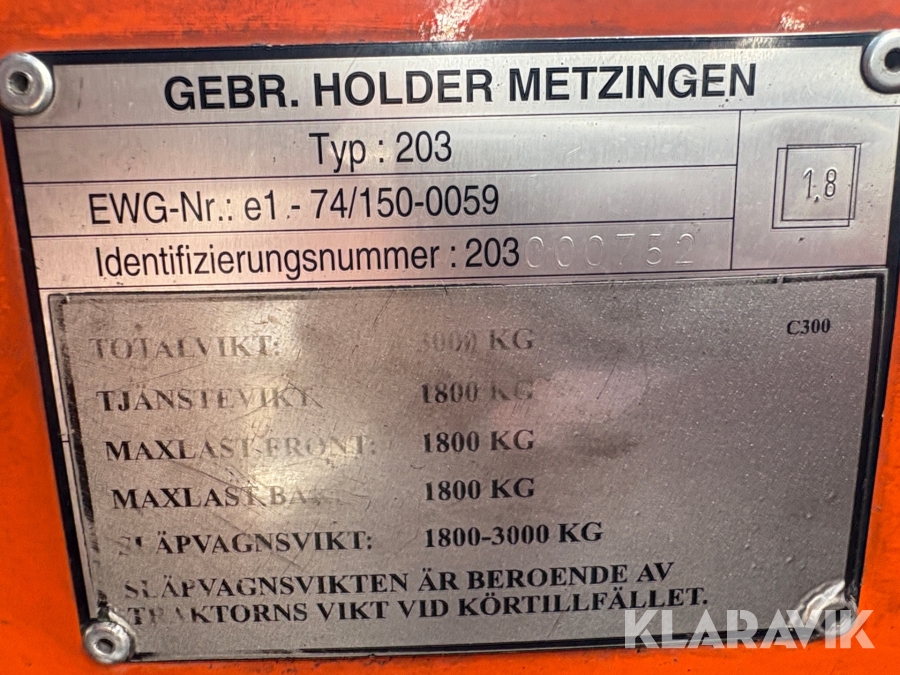 GEBR. HOLDER METZINGEN
Typ : 203
EWG-Nr.: e1 - 74/150-0059
1.8
Identifizierungsnummer : 203000752
C300
TOTALVIKT: 3000 KG
TJÄNSTEVIKT 1800 KG
MAXLAST FRONT: 1800 KG
MAXLAST BA 1800 KG
SLÄPVAGNSVIKT: 1800-3000 KG
SLÄPVAGNSVIKTEN ÄR BEROENDE AV
TRAKTORNS VIKT VID KÖRTILLFÄLLET.
KLARAVIK